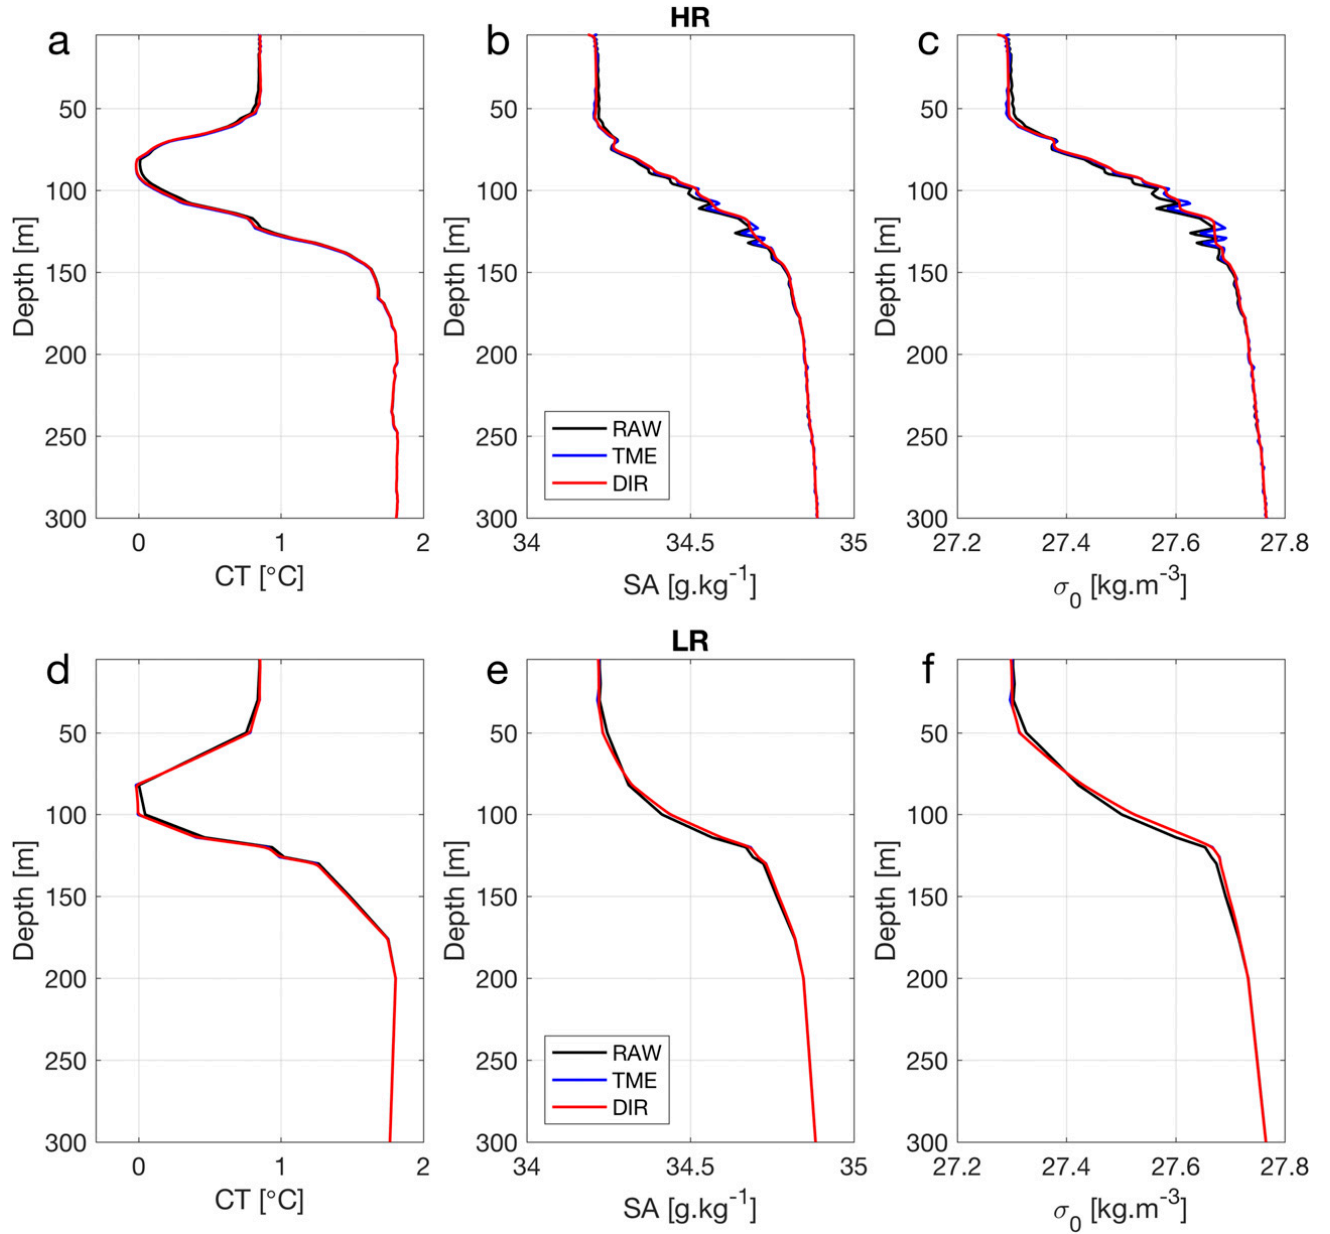 HR
a
50
100
150
200
250
300
0
1
2
Depth [m]
CT [°C]
b
50
100
150
200
250
300
34
34.5
35
Depth [m]
SA [g.kg⁻¹]
RAW
TME
DIR
c
50
100
150
200
250
300
27.2
27.4
27.6
27.8
Depth [m]
σ₀ [kg.m⁻³]
LR
d
50
100
150
200
250
300
0
1
2
Depth [m]
CT [°C]
e
50
100
150
200
250
300
34
34.5
35
Depth [m]
SA [g.kg⁻¹]
RAW
TME
DIR
f
50
100
150
200
250
300
27.2
27.4
27.6
27.8
Depth [m]
σ₀ [kg.m⁻³]